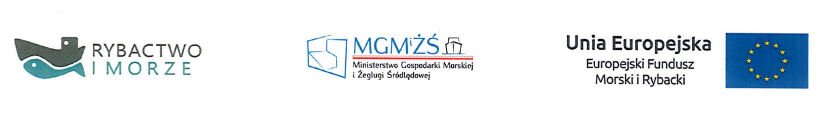 RYBACTWO
I MORZE
MGMiŻŚ
Ministerstwo Gospodarki Morskiej
i Żeglugi Śródlądowej
Unia Europejska
Europejski Fundusz
Morski i Rybacki